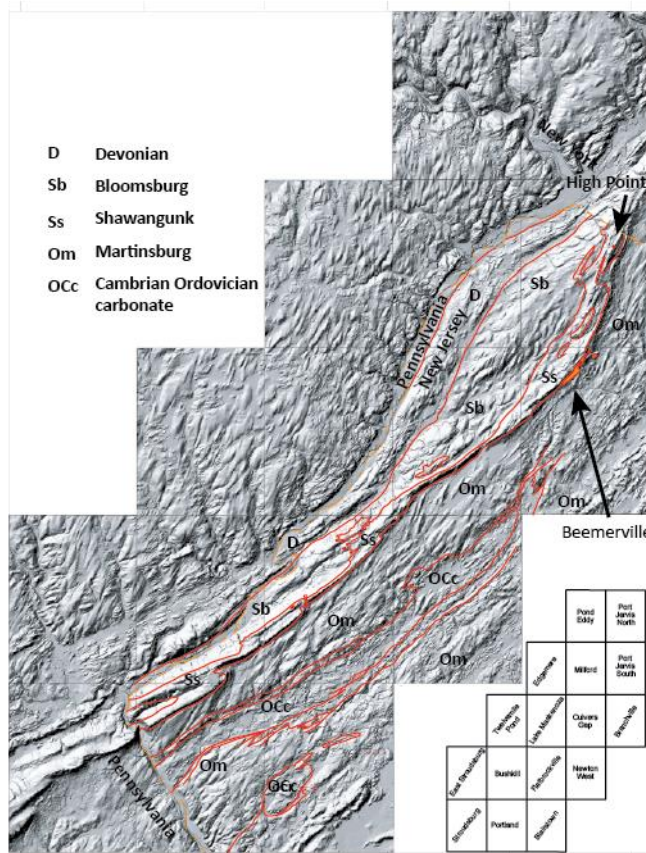 New York
High Point
D Devonian
Sb Bloomsburg
Ss Shawangunk
Om Martinsburg
OCc Cambrian Ordovician
carbonate
Sb
D
Om
Pennsylvania
New Jersey
Ss
Sb
Om
Om
Beemerville
D
Ss
OCc
Sb
Om
Om
Ss
OCc
Om
Pennsylvania
Pond
Eddy
Port
Jervis
North
Edgemere
Milford
Port
Jervis
South
Twelvemile
Pond
Lake Maskenozha
Culvers
Gap
Branchville
East Stroudsburg
Bushkill
Flatbrookville
Newton
West
Stroudsburg
Portland
Blairstown